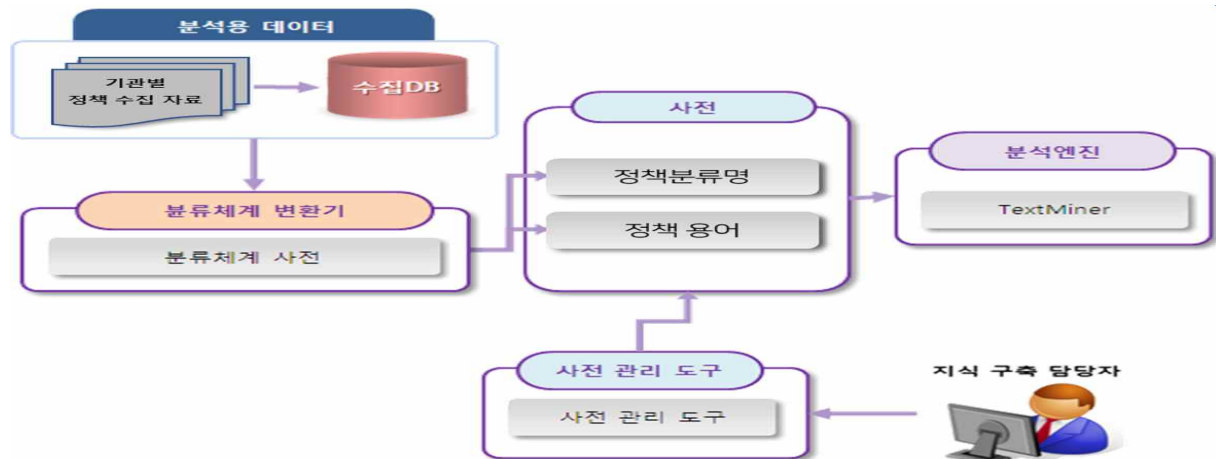 분석용 데이터
기관별
정책 수집 자료
수집DB
분류체계 변환기
분류체계 사전
사전
정책분류명
정책 용어
분석엔진
TextMiner
사전 관리 도구
사전 관리 도구
지식 구축 담당자